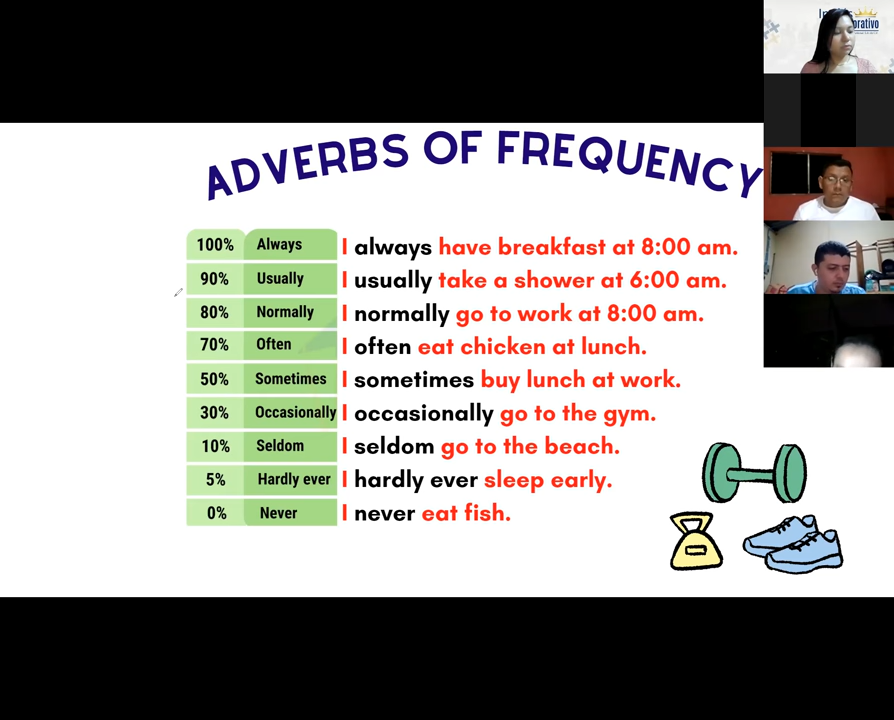 ADVERBS OF FREQUENCY
100% Always I always have breakfast at 8:00 am.
90% Usually I usually take a shower at 6:00 am.
80% Normally I normally go to work at 8:00 am.
70% Often I often eat chicken at lunch.
50% Sometimes I sometimes buy lunch at work.
30% Occasionally I occasionally go to the gym.
10% Seldom I seldom go to the beach.
5% Hardly ever I hardly ever sleep early.
0% Never I never eat fish.